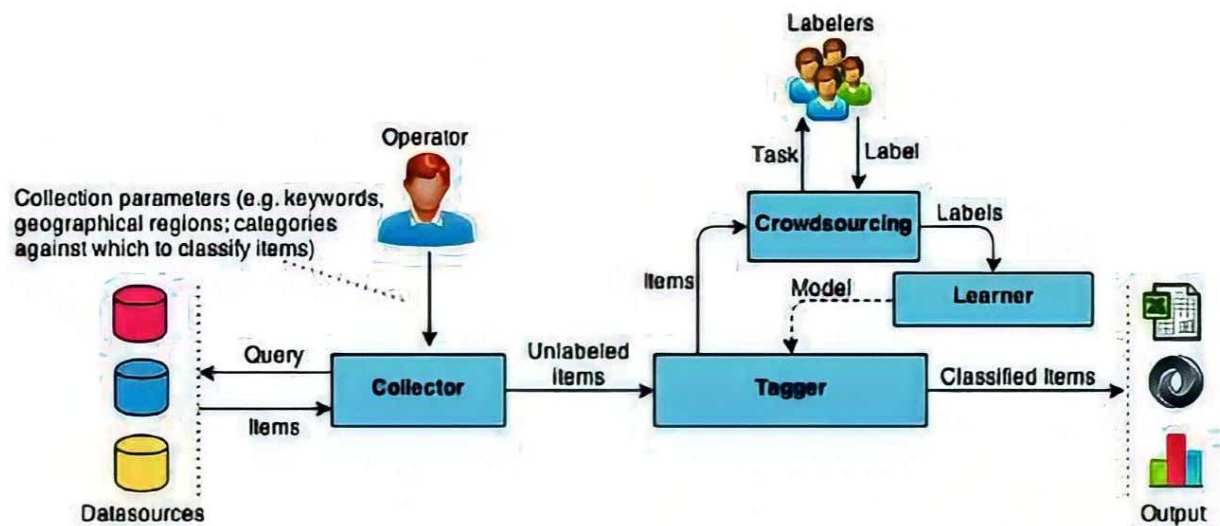 Labelers
Operator
Task
Label
Collection parameters (e.g. keywords,
geographical regions; categories
against which to classify items)
Crowdsourcing
Labels
Items
Model
Learner
Query
Collector
Unlabeled
items
Tagger
Classified Items
Items
Datasources
Output